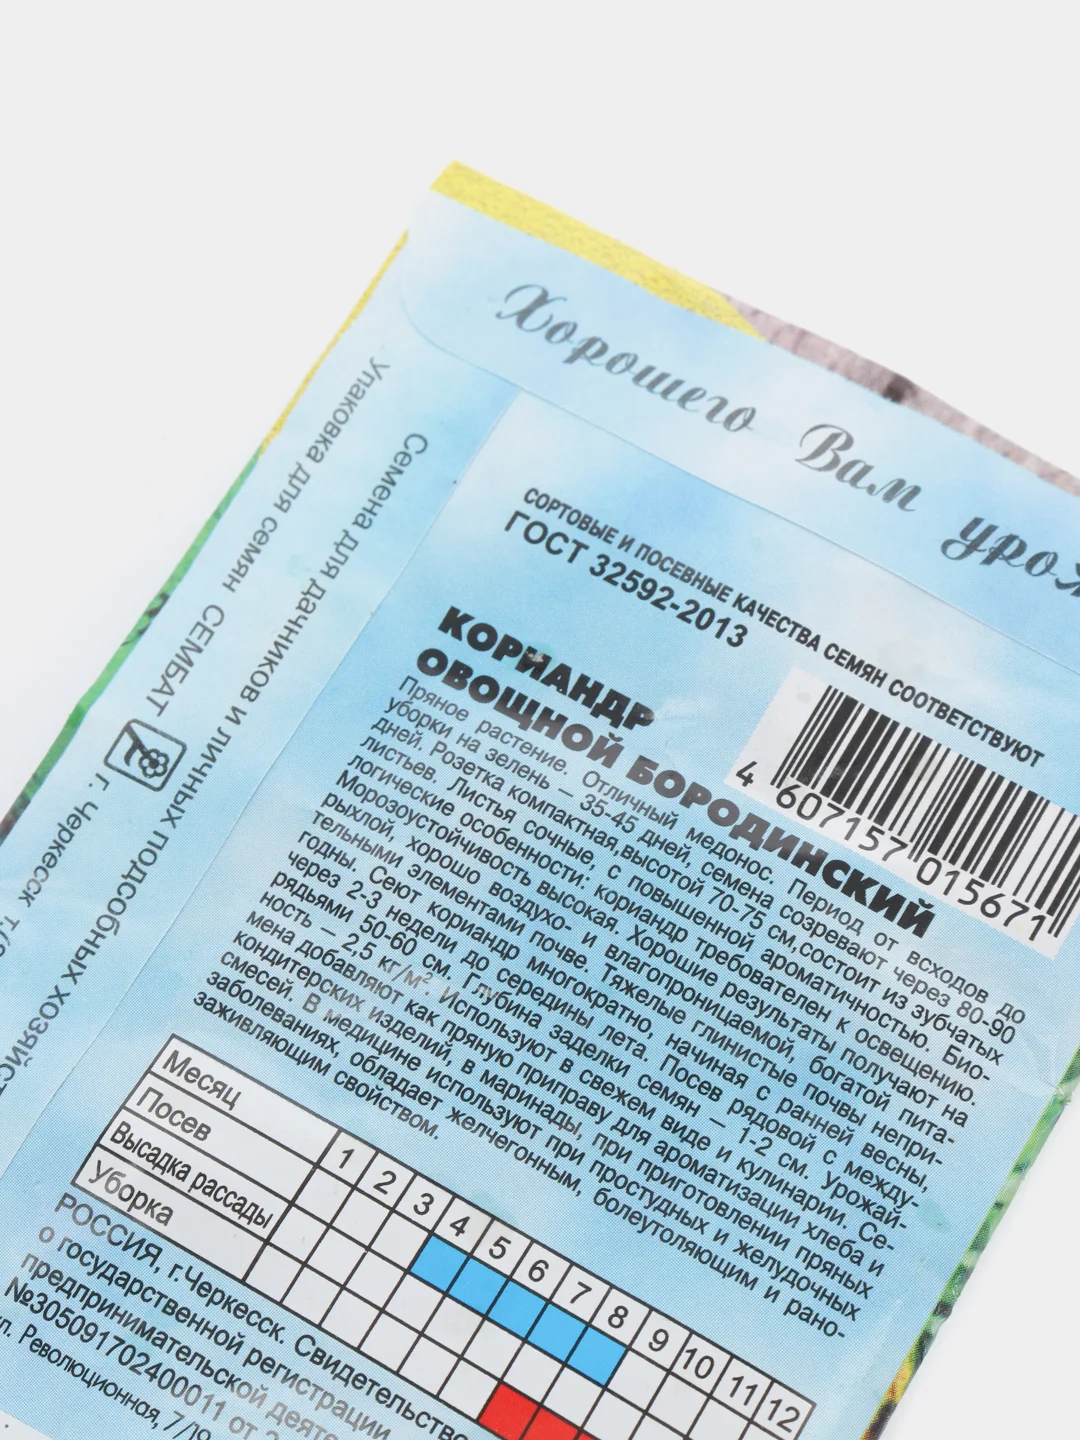 Хорошего Вам
СОРТОВЫЕ И ПОСЕВНЫЕ КАЧЕСТВА СЕМЯН СООТВЕТСТВУЮТ
ГОСТ 32592-2013
4 607157 015671
КОРИАНДР
ОВОЩНОЙ БОРОДИНСКИЙ
Пряное растение. Отличный медонос. Период от всходов до
уборки на зелень – 35-45 дней, семена созревают через 80-90
дней. Розетка компактная,высотой 70-75 см,состоит из зубчатых
листьев. Листья сочные, с повышенной ароматичностью. Био-
логические особенности: кориандр требователен к освещению.
Морозоустойчивость высокая. Хорошие результаты получают на
рыхлой, хорошо воздухо- и влагопроницаемой, богатой пита-
тельными элементами почве. Тяжелые глинистые почвы непри-
годны. Сеют кориандр многократно, начиная с ранней весны,
через 2-3 недели до середины лета. Посев рядовой с между-
рядьями 50-60 см. Глубина заделки семян – 1-2 см. Урожай-
ность – 2,5 кг/м². Используют в свежем виде и кулинарии. Се-
мена добавляют как пряную приправу для ароматизации хлеба и
кондитерских изделий, в маринады, при приготовлении пряных
смесей. В медицине используют при простудных и желудочных
заболеваниях, обладает желчегонным, болеутоляющим и рано-
заживляющим свойством.
Месяц 1 2 3 4 5 6 7 8 9 10 11 12
Посев
Высадка рассады
Уборка
РОССИЯ, г.Черкесск. Свидетельство
о государственной регистрации
предпринимательской
№305091702400011 от
Революционная,
Семена для дачников и личных подсобных
Упаковка для семян СЕМБАТ г. Черкесск